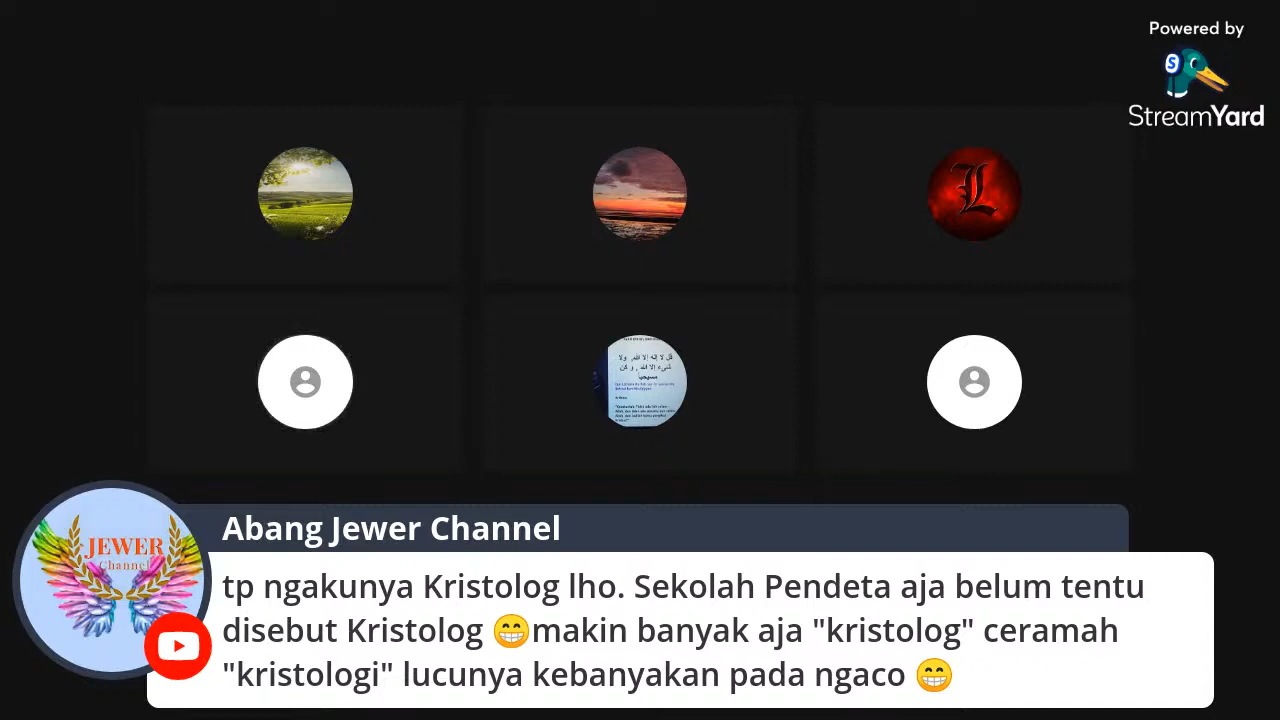 Powered by
StreamYard
L
Abang Jewer Channel
JEWER
Channel
tp ngakunya Kristolog lho. Sekolah Pendeta aja belum tentu
disebut Kristolog 😁makin banyak aja "kristolog" ceramah
"kristologi" lucunya kebanyakan pada ngaco 😁